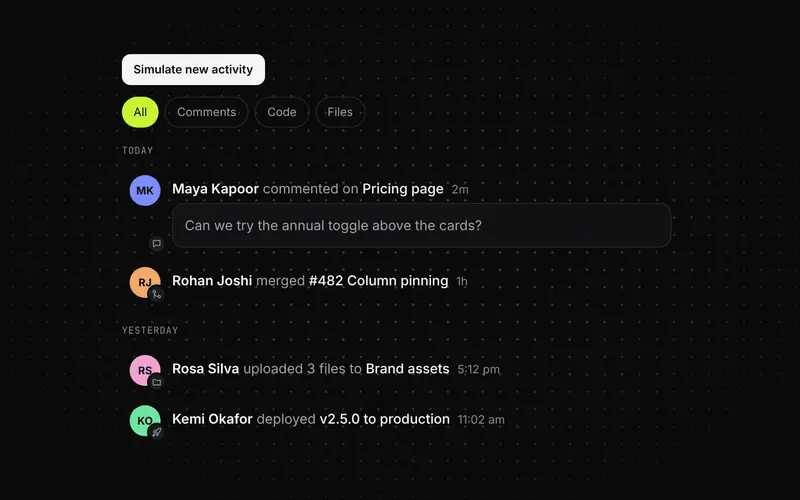 Simulate new activity
All Comments Code Files
TODAY
MK Maya Kapoor commented on Pricing page 2m
Can we try the annual toggle above the cards?
RJ Rohan Joshi merged #482 Column pinning 1h
YESTERDAY
RS Rosa Silva uploaded 3 files to Brand assets 5:12 pm
KO Kemi Okafor deployed v2.5.0 to production 11:02 am